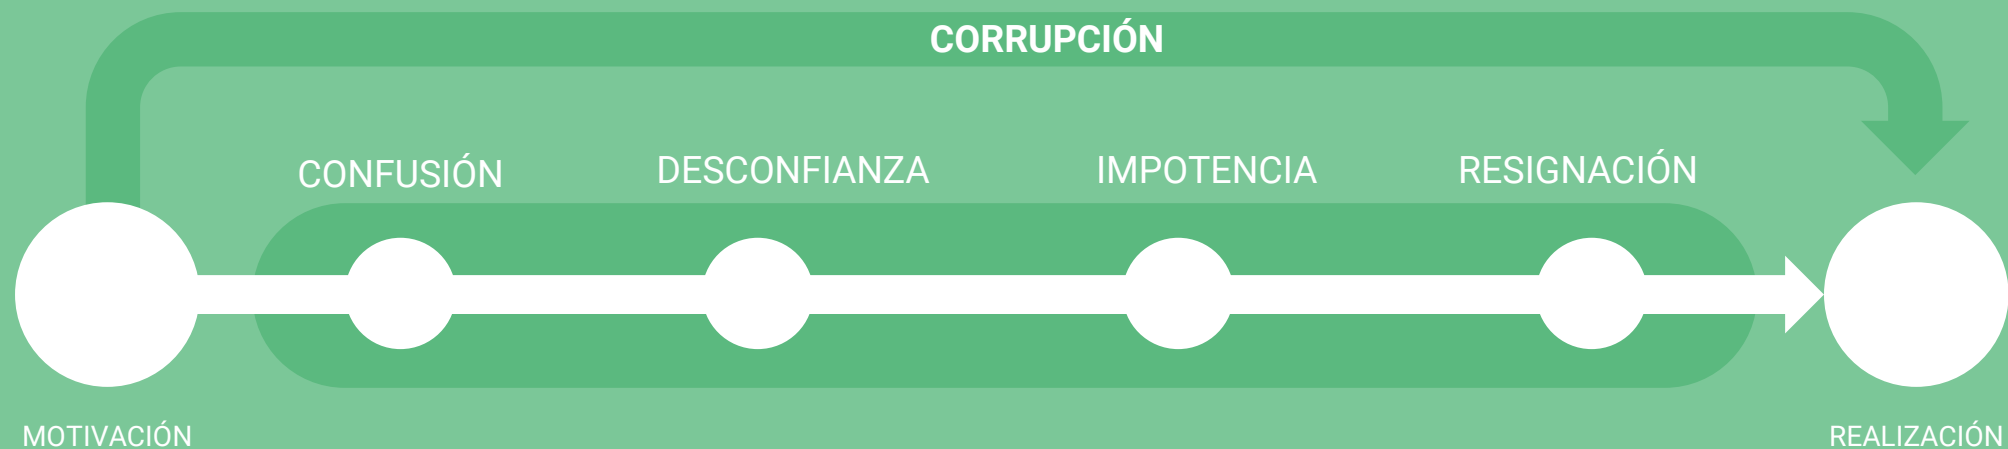 CORRUPCIÓN
CONFUSIÓN
DESCONFIANZA
IMPOTENCIA
RESIGNACIÓN
MOTIVACIÓN
REALIZACIÓN